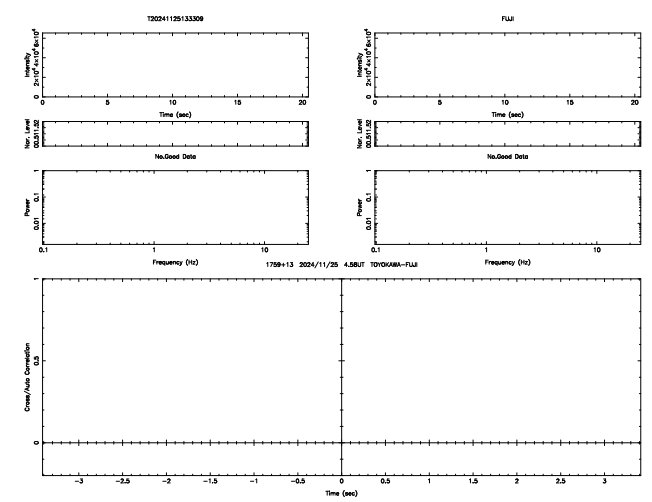 T20241125133309 FUJI
Intensity 0 2×10⁴ 4×10⁴ 6×10⁴ Intensity 0 2×10⁴ 4×10⁴ 6×10⁴
0 5 10 15 20 0 5 10 15 20
Time (sec) Time (sec)
Nor. Level 00.511.52 Nor. Level 00.511.52
No.Good Data No.Good Data
Power 0.01 0.1 1 Power 0.01 0.1 1
0.1 1 10 0.1 1 10
Frequency (Hz) Frequency (Hz)
1759+13 2024/11/25 4.58UT TOYOKAWA-FUJI
Cross/Auto Correlation 0 0.5 1
-3 -2.5 -2 -1.5 -1 -0.5 0 0.5 1 1.5 2 2.5 3
Time (sec)